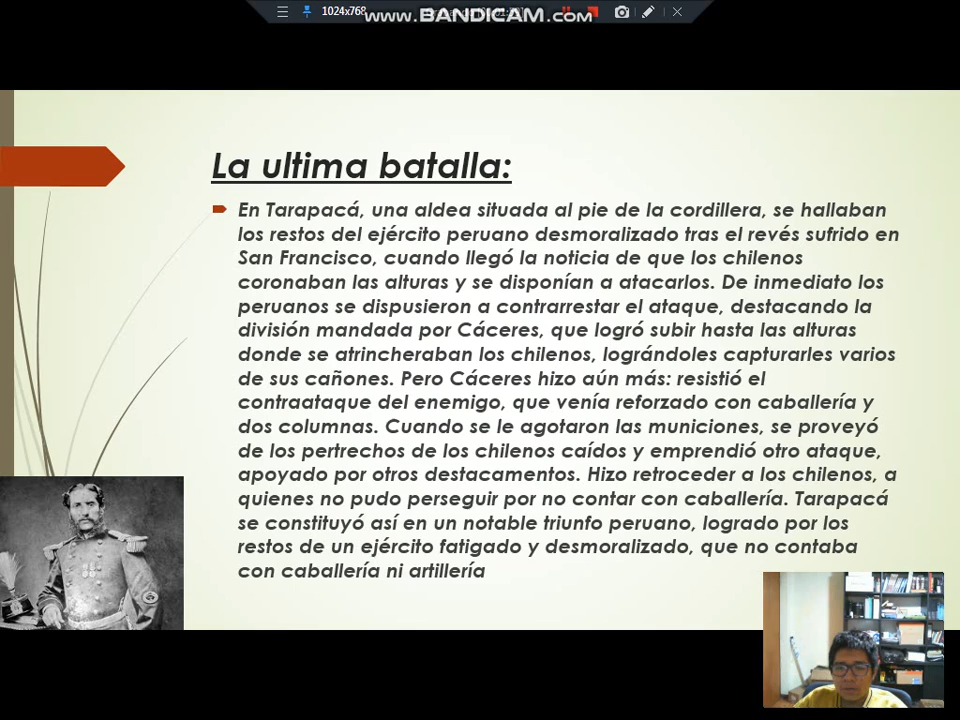 1024x768
www.BANDICAM.com
La ultima batalla:
En Tarapacá, una aldea situada al pie de la cordillera, se hallaban
los restos del ejército peruano desmoralizado tras el revés sufrido en
San Francisco, cuando llegó la noticia de que los chilenos
coronaban las alturas y se disponían a atacarlos. De inmediato los
peruanos se dispusieron a contrarrestar el ataque, destacando la
división mandada por Cáceres, que logró subir hasta las alturas
donde se atrincheraban los chilenos, lográndoles capturarles varios
de sus cañones. Pero Cáceres hizo aún más: resistió el
contraataque del enemigo, que venía reforzado con caballería y
dos columnas. Cuando se le agotaron las municiones, se proveyó
de los pertrechos de los chilenos caídos y emprendió otro ataque,
apoyado por otros destacamentos. Hizo retroceder a los chilenos, a
quienes no pudo perseguir por no contar con caballería. Tarapacá
se constituyó así en un notable triunfo peruano, logrado por los
restos de un ejército fatigado y desmoralizado, que no contaba
con caballería ni artillería